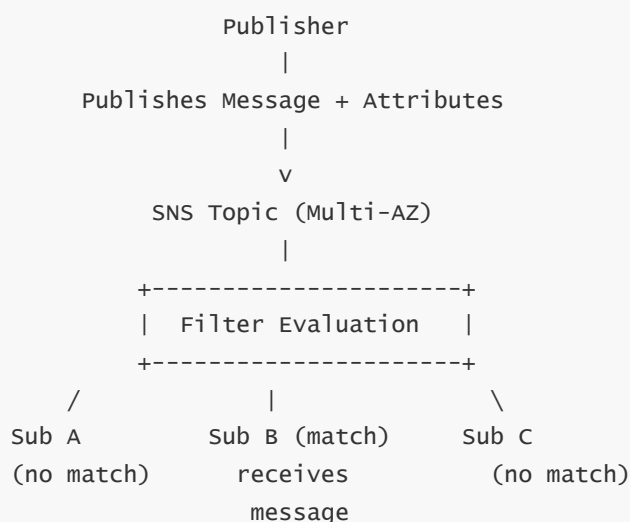 Publisher
|
Publishes Message + Attributes
|
v
SNS Topic (Multi-AZ)
|
+----------------------+
|  Filter Evaluation   |
+----------------------+
/              |               \
Sub A         Sub B (match)     Sub C
(no match)      receives          (no match)
message